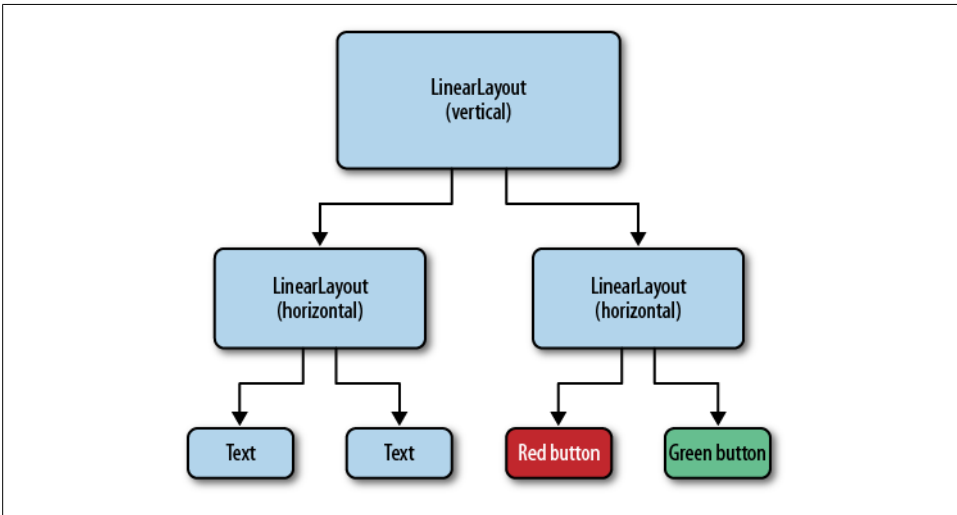 LinearLayout
(vertical)
LinearLayout
(horizontal)
LinearLayout
(horizontal)
Text
Text
Red button
Green button